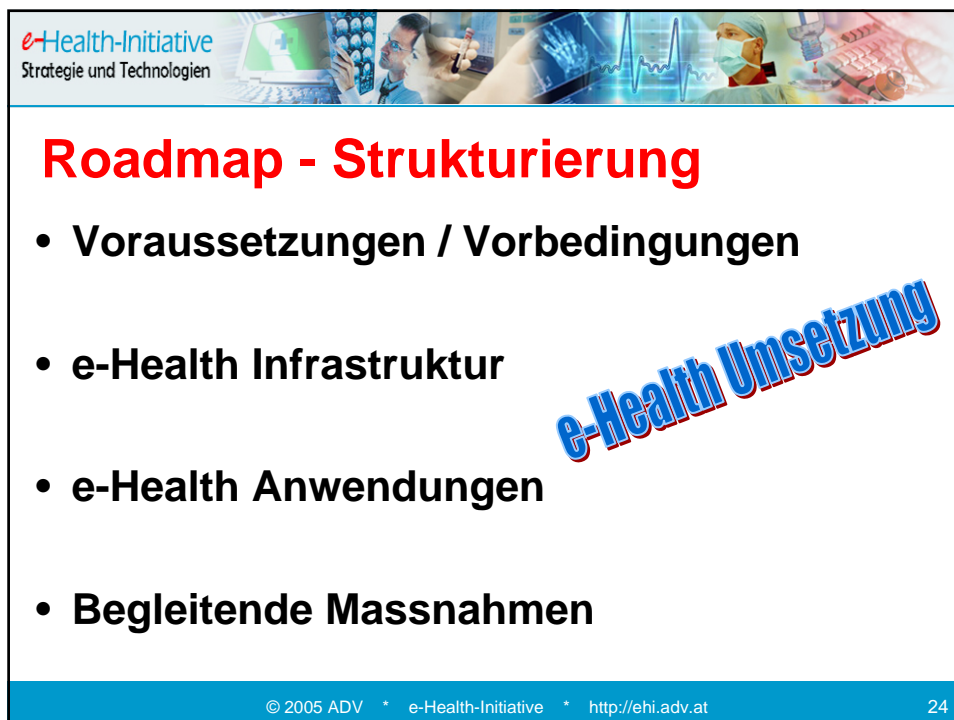 e-Health-Initiative
Strategie und Technologien
Roadmap - Strukturierung
• Voraussetzungen / Vorbedingungen
• e-Health Infrastruktur
e-Health Umsetzung
• e-Health Anwendungen
• Begleitende Massnahmen
© 2005 ADV * e-Health-Initiative * http://ehi.adv.at 24